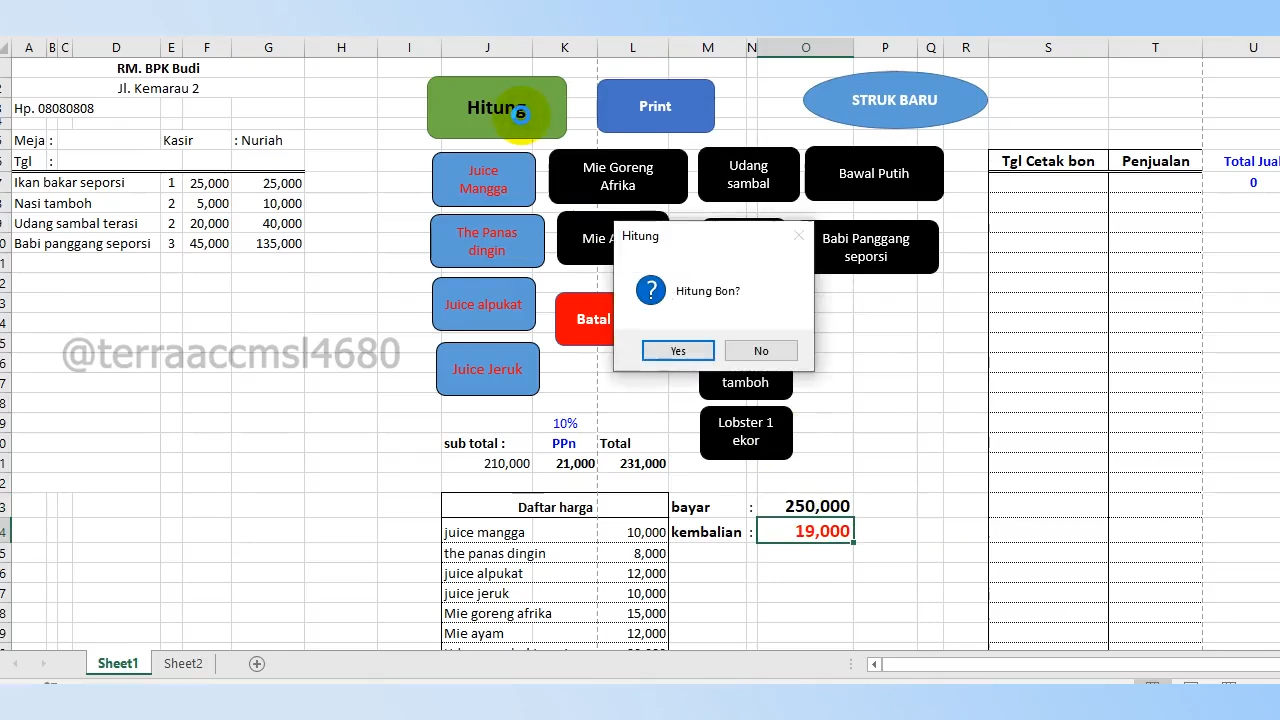 A B C D E F G H I J K L M N O P Q R S T U
RM. BPK Budi
Jl. Kemarau 2
Hp. 08080808
Meja : Kasir : Nuriah
Tgl :
Ikan bakar seporsi 1 25,000 25,000
Nasi tamboh 2 5,000 10,000
Udang sambal terasi 2 20,000 40,000
Babi panggang seporsi 3 45,000 135,000
@terraaccmsl4680
Print
STRUK BARU
Juice
Mangga
Mie Goreng
Afrika
Udang
sambal
Bawal Putih
The Panas
dingin
Babi Panggang
seporsi
Juice alpukat
Batal
Juice Jeruk
tamboh
Lobster 1
ekor
Hitung
Hitung Bon?
Yes No
Tgl Cetak bon Penjualan
0
10%
sub total : PPn Total
210,000 21,000 231,000
bayar : 250,000
kembalian : 19,000
Daftar harga
juice mangga 10,000
the panas dingin 8,000
juice alpukat 12,000
juice jeruk 10,000
Mie goreng afrika 15,000
Mie ayam 12,000
Sheet1 Sheet2